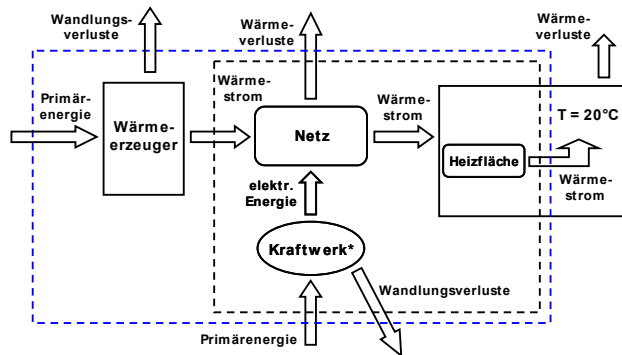 Wandlungs-
verluste
Wärme-
verluste
Wärme-
verluste
Primär-
energie
Wärme-
erzeuger
Wärme-
strom
Netz
Wärme-
strom
T = 20°C
Heizfläche
Wärme-
strom
elektr.
Energie
Kraftwerk*
Wandlungsverluste
Primärenergie